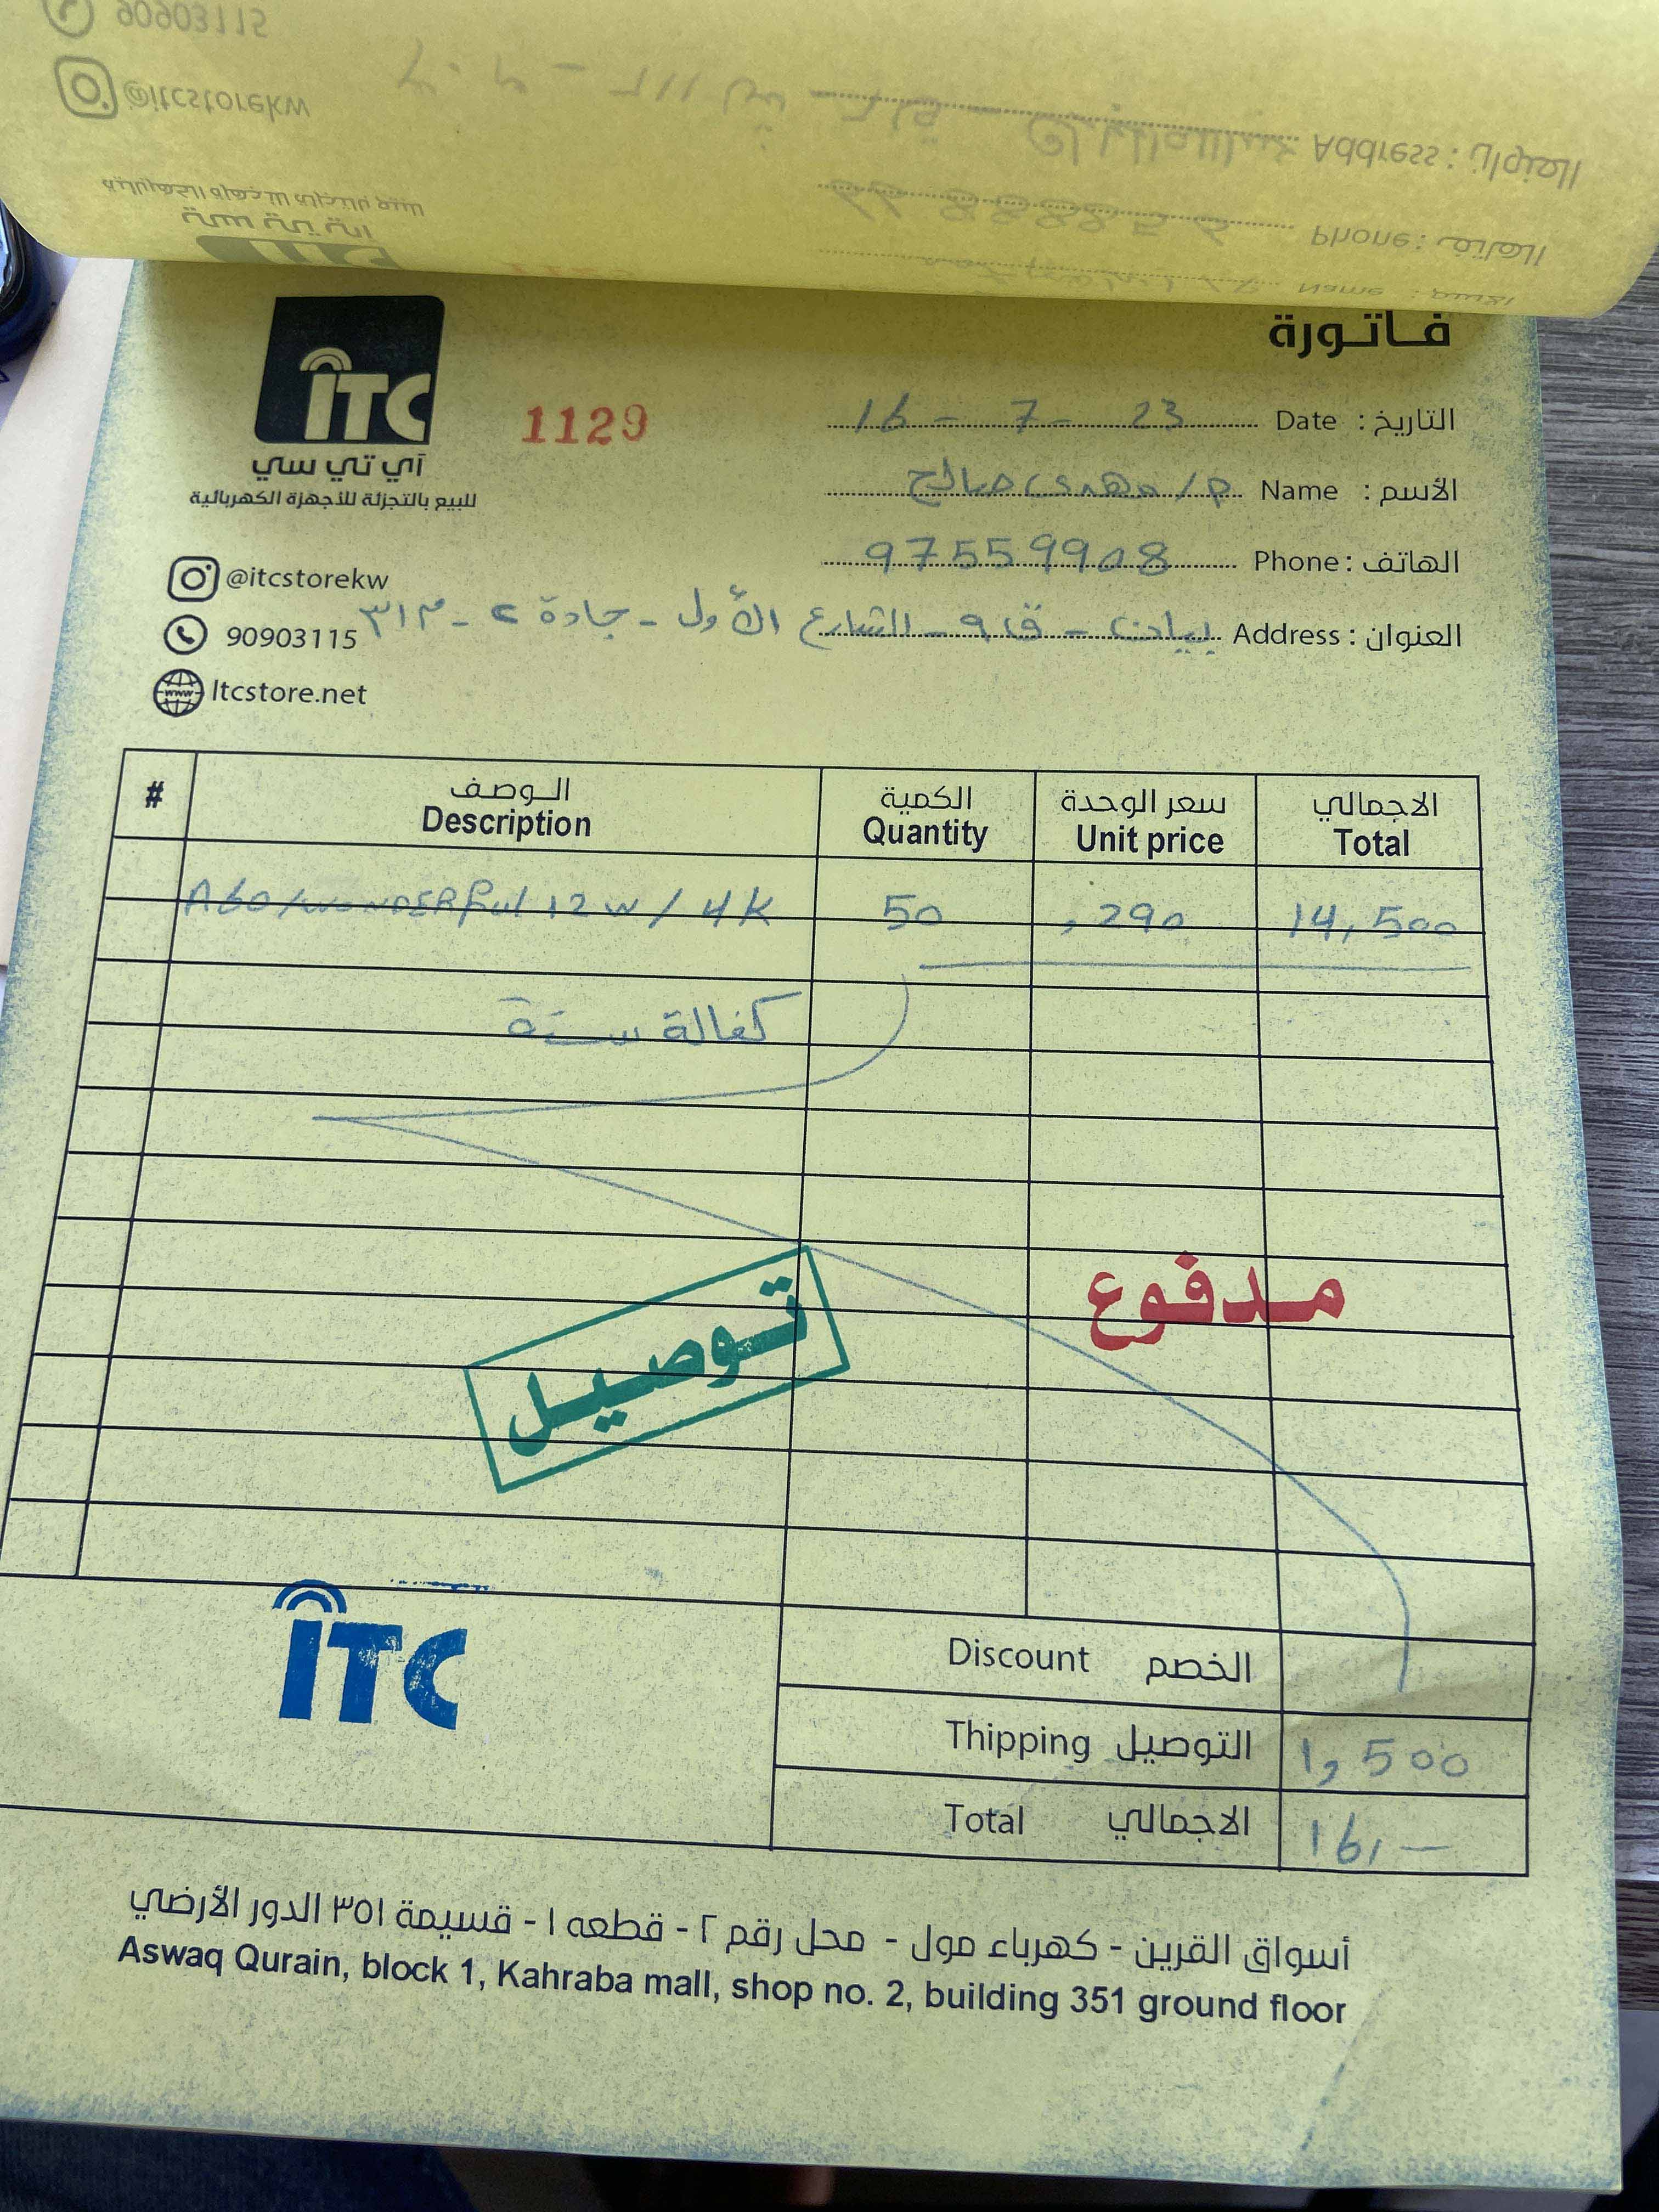 90903115
@itcstorekw
العنوان : Address
الهاتف : Phone
الأسم : Name
فاتورة
ITC
آي تي سي
للبيع بالتجزئة للأجهزة الكهربائية
1129
التاريخ : Date 16 - 7 - 23
الأسم : Name م/ مهدي صالح
الهاتف : Phone 97559908
العنوان : Address بيان - ق٩ - الشارع الأول - جادة ٢ - م٣١
@itcstorekw
90903115
www
Itcstore.net
# الوصف الكمية سعر الوحدة الاجمالي
Description Quantity Unit price Total
A60/WONDERFul 12W/4K 50 ,290 14,500
كفالة سنة
مدفوع
توصيل
ITC
Discount الخصم
Thipping التوصيل 1,500
Total الاجمالي 16,-
أسواق القرين - كهرباء مول - محل رقم ٢ - قطعه ١ - قسيمة ٣٥١ الدور الأرضي
Aswaq Qurain, block 1, Kahraba mall, shop no. 2, building 351 ground floor